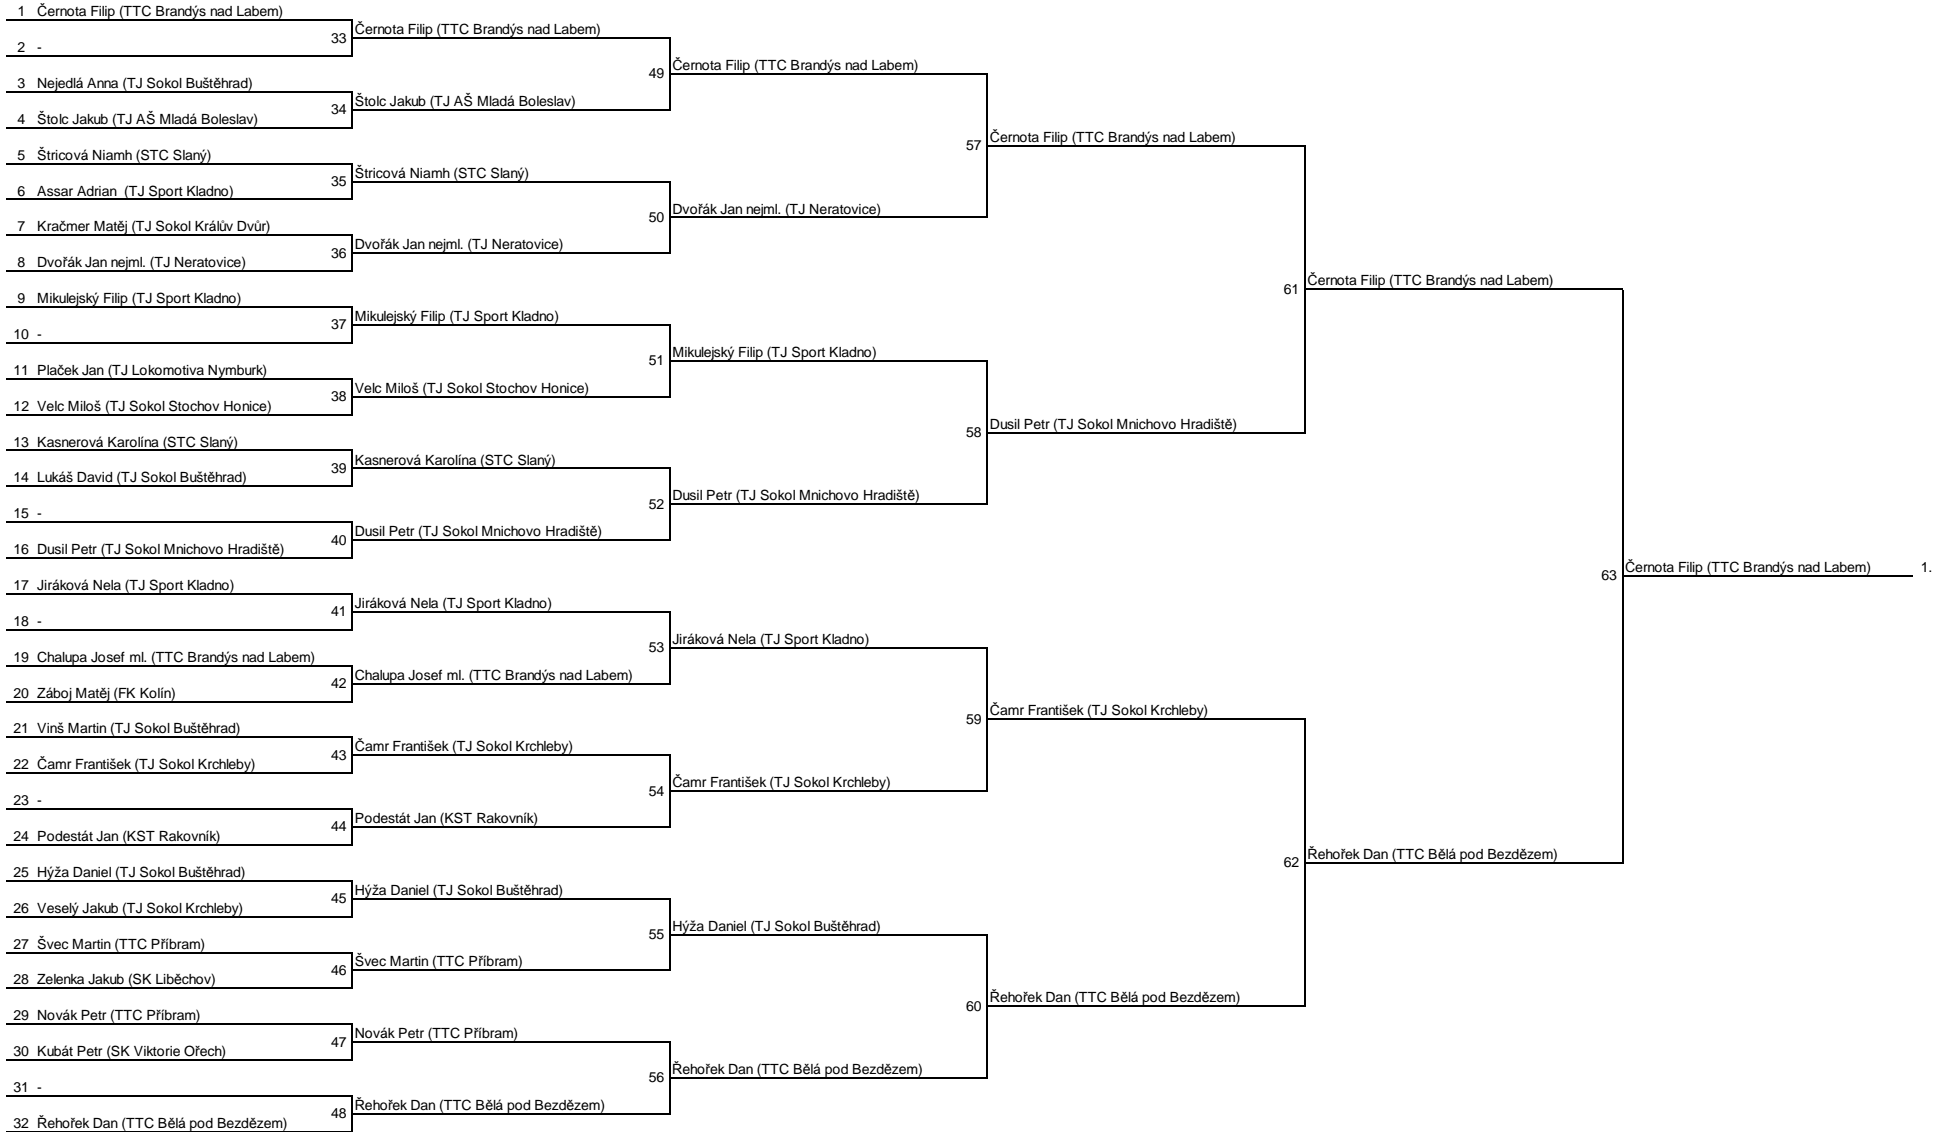 1 Černota Filip (TTC Brandýs nad Labem)
2 -
3 Nejedlá Anna (TJ Sokol Buštěhrad)
4 Štolc Jakub (TJ AŠ Mladá Boleslav)
5 Štricová Niamh (STC Slaný)
6 Assar Adrian (TJ Sport Kladno)
7 Kračmer Matěj (TJ Sokol Králův Dvůr)
8 Dvořák Jan nejml. (TJ Neratovice)
9 Mikulejský Filip (TJ Sport Kladno)
10 -
11 Plaček Jan (TJ Lokomotiva Nymburk)
12 Velc Miloš (TJ Sokol Stochov Honice)
13 Kasnerová Karolína (STC Slaný)
14 Lukáš David (TJ Sokol Buštěhrad)
15 -
16 Dusil Petr (TJ Sokol Mnichovo Hradiště)
17 Jiráková Nela (TJ Sport Kladno)
18 -
19 Chalupa Josef ml. (TTC Brandýs nad Labem)
20 Záboj Matěj (FK Kolín)
21 Vinš Martin (TJ Sokol Buštěhrad)
22 Čamr František (TJ Sokol Krchleby)
23 -
24 Podestát Jan (KST Rakovník)
25 Hýža Daniel (TJ Sokol Buštěhrad)
26 Veselý Jakub (TJ Sokol Krchleby)
27 Švec Martin (TTC Příbram)
28 Zelenka Jakub (SK Liběchov)
29 Novák Petr (TTC Příbram)
30 Kubát Petr (SK Viktorie Ořech)
31 -
32 Řehořek Dan (TTC Bělá pod Bezdězem)
33 Černota Filip (TTC Brandýs nad Labem)
34 Štolc Jakub (TJ AŠ Mladá Boleslav)
35 Štricová Niamh (STC Slaný)
36 Dvořák Jan nejml. (TJ Neratovice)
37 Mikulejský Filip (TJ Sport Kladno)
38 Velc Miloš (TJ Sokol Stochov Honice)
39 Kasnerová Karolína (STC Slaný)
40 Dusil Petr (TJ Sokol Mnichovo Hradiště)
41 Jiráková Nela (TJ Sport Kladno)
42 Chalupa Josef ml. (TTC Brandýs nad Labem)
43 Čamr František (TJ Sokol Krchleby)
44 Podestát Jan (KST Rakovník)
45 Hýža Daniel (TJ Sokol Buštěhrad)
46 Švec Martin (TTC Příbram)
47 Novák Petr (TTC Příbram)
48 Řehořek Dan (TTC Bělá pod Bezdězem)
49 Černota Filip (TTC Brandýs nad Labem)
50 Dvořák Jan nejml. (TJ Neratovice)
51 Mikulejský Filip (TJ Sport Kladno)
52 Dusil Petr (TJ Sokol Mnichovo Hradiště)
53 Jiráková Nela (TJ Sport Kladno)
54 Čamr František (TJ Sokol Krchleby)
55 Hýža Daniel (TJ Sokol Buštěhrad)
56 Řehořek Dan (TTC Bělá pod Bezdězem)
57 Černota Filip (TTC Brandýs nad Labem)
58 Dusil Petr (TJ Sokol Mnichovo Hradiště)
59 Čamr František (TJ Sokol Krchleby)
60 Řehořek Dan (TTC Bělá pod Bezdězem)
61 Černota Filip (TTC Brandýs nad Labem)
62 Řehořek Dan (TTC Bělá pod Bezdězem)
63 Černota Filip (TTC Brandýs nad Labem) 1.